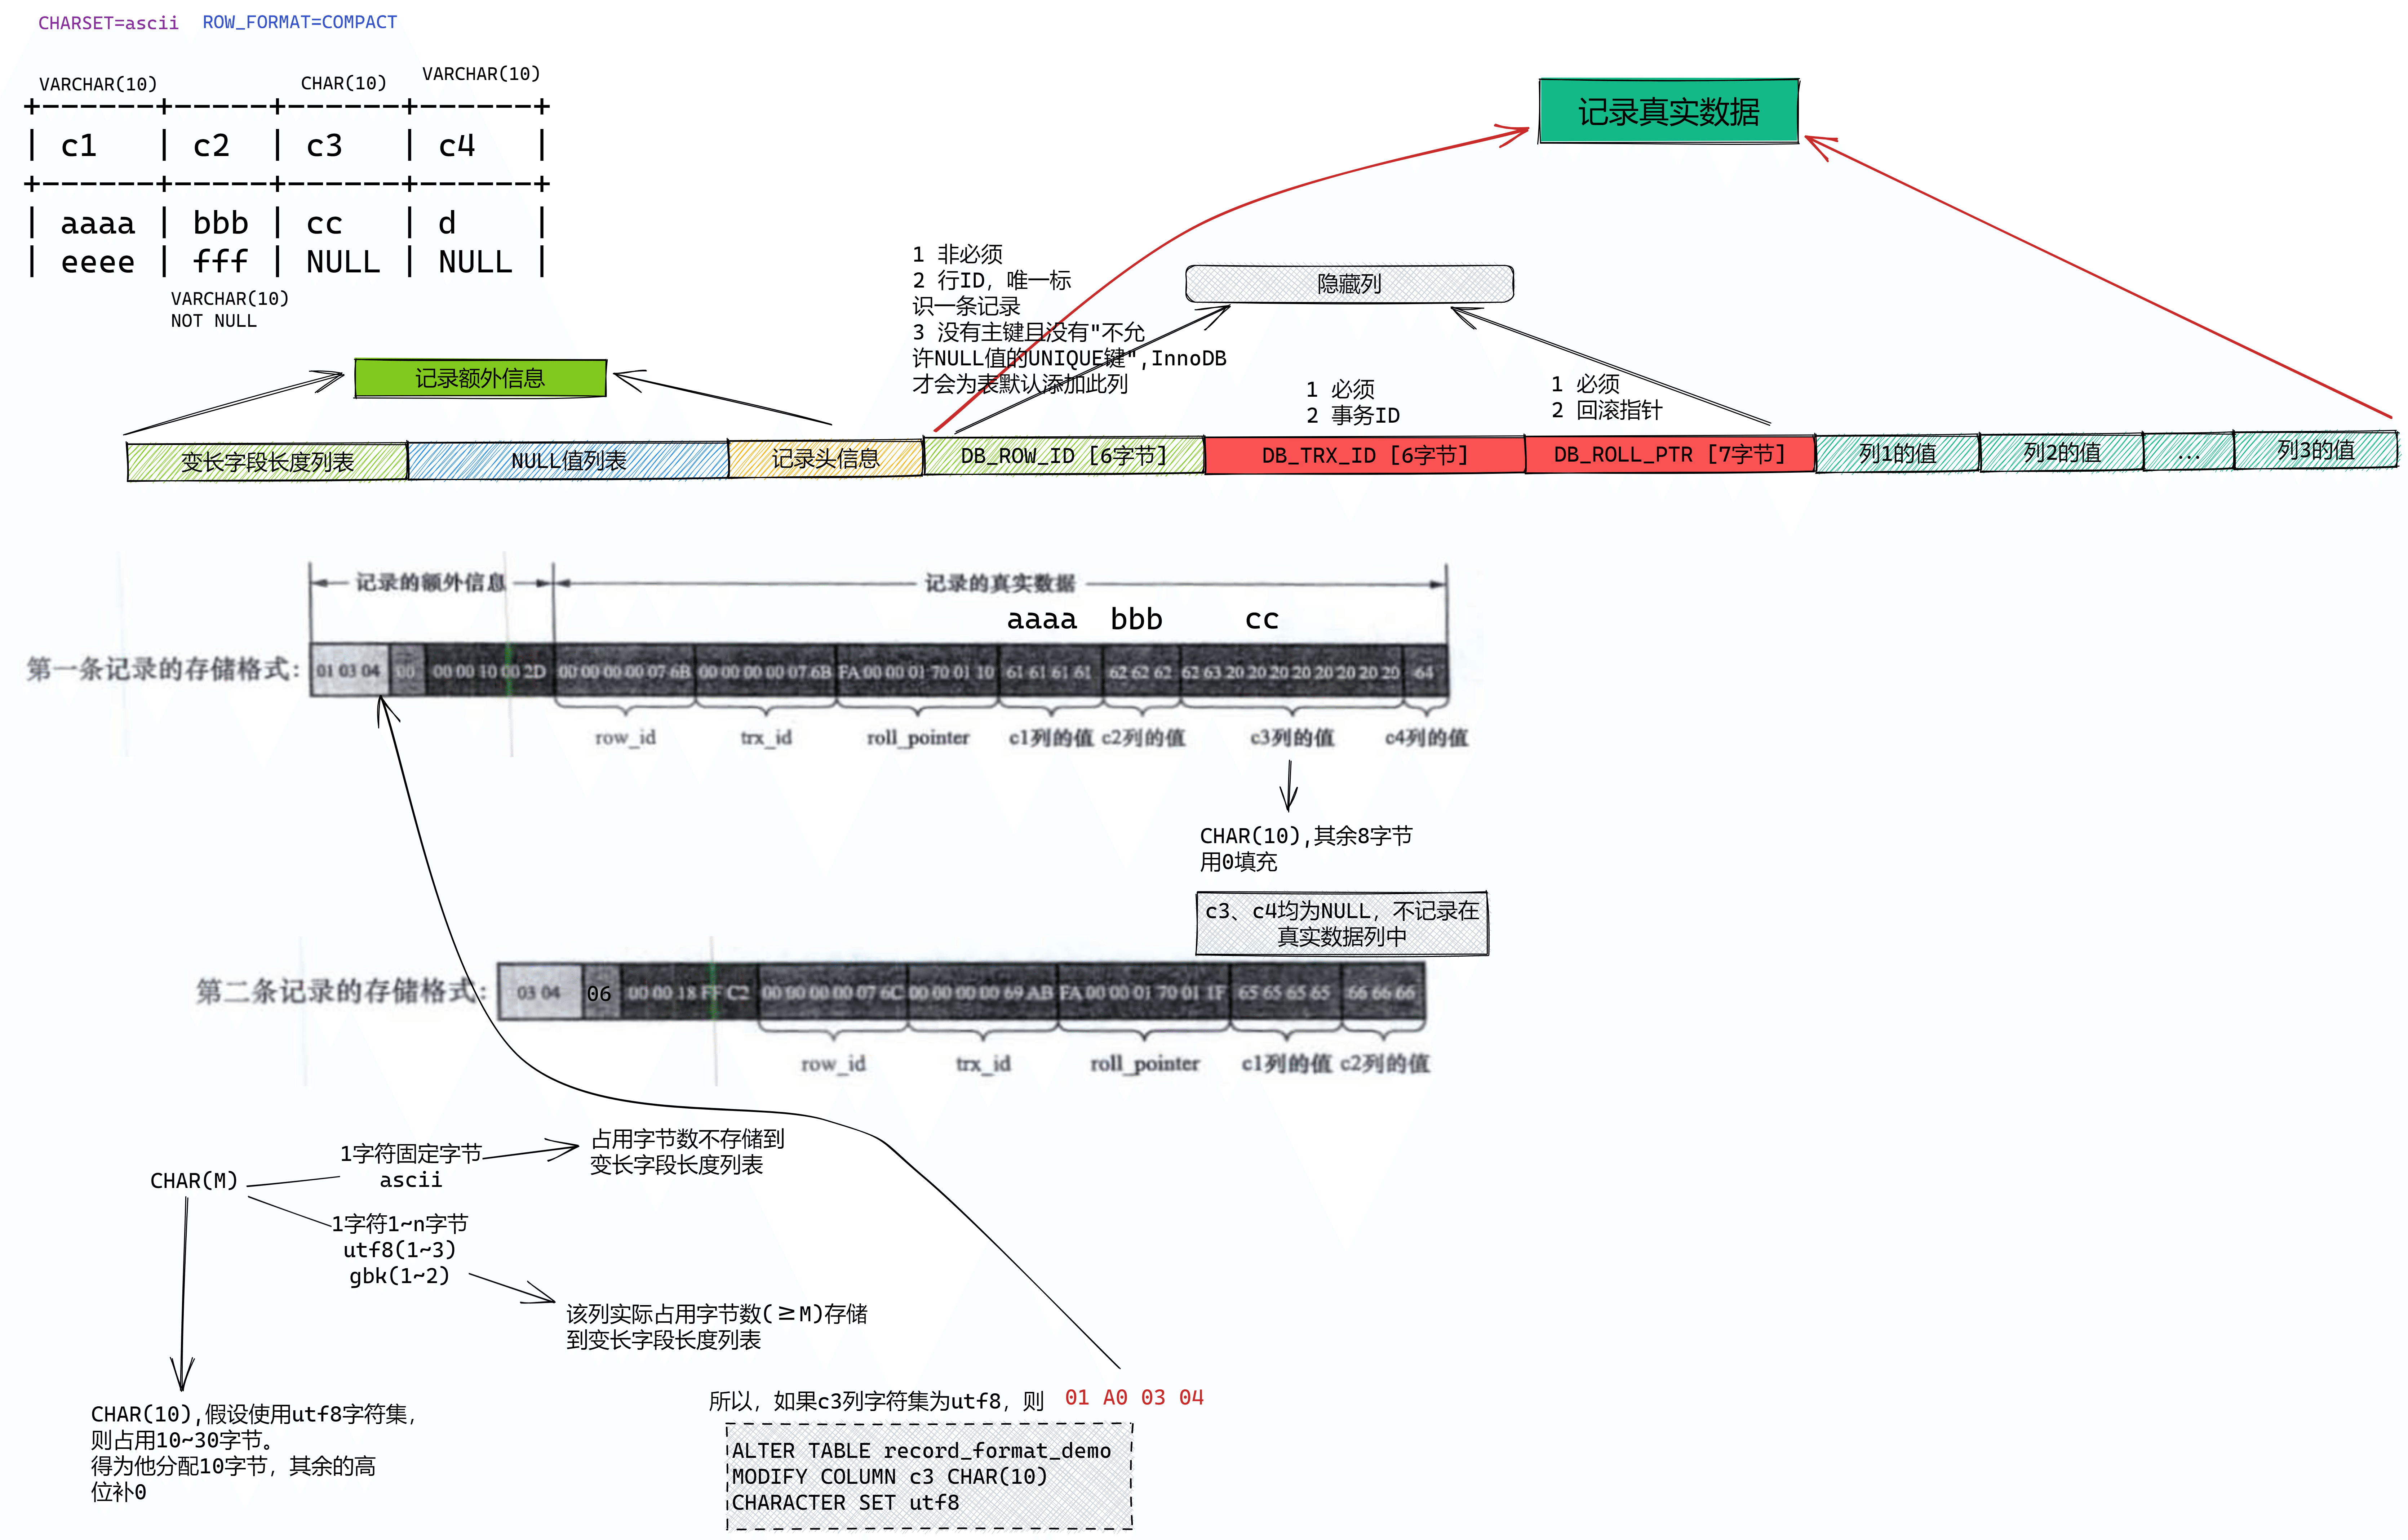 CHARSET=ascii ROW_FORMAT=COMPACT
VARCHAR(10) CHAR(10) VARCHAR(10)
+-------+------+-------+-------+
| c1 | c2 | c3 | c4 |
+-------+------+-------+-------+
| aaaa | bbb | cc | d |
| eeee | fff | NULL | NULL |
VARCHAR(10)
NOT NULL
记录真实数据
隐藏列
1 非必须
2 行ID，唯一标
识一条记录
3 没有主键且没有"不允
许NULL值的UNIQUE键",InnoDB
才会为表默认添加此列
1 必须
2 事务ID
1 必须
2 回滚指针
记录额外信息
变长字段长度列表 NULL值列表 记录头信息 DB_ROW_ID [6字节] DB_TRX_ID [6字节] DB_ROLL_PTR [7字节] 列1的值 列2的值 ... 列3的值
记录的额外信息 记录的真实数据
aaaa bbb cc
第一条记录的存储格式: 01 03 04 00 00 00 10 00 2D 00 00 00 00 07 6B 00 00 00 00 07 6B FA 00 00 01 70 01 10 61 61 61 61 62 62 62 62 63 20 20 20 20 20 20 20 20 64
row_id trx_id roll_pointer c1列的值 c2列的值 c3列的值 c4列的值
CHAR(10),其余8字节
用0填充
c3、c4均为NULL，不记录在
真实数据列中
第二条记录的存储格式: 03 04 06 00 00 18 FF C2 00 00 00 00 07 6C 00 00 00 00 69 AB FA 00 00 01 70 01 1F 65 65 65 65 66 66 66
row_id trx_id roll_pointer c1列的值 c2列的值
CHAR(M)
1字符固定字节
ascii
占用字节数不存储到
变长字段长度列表
1字符1~n字节
utf8(1~3)
gbk(1~2)
该列实际占用字节数(≥M)存储
到变长字段长度列表
CHAR(10),假设使用utf8字符集，
则占用10~30字节。
得为他分配10字节，其余的高
位补0
所以，如果c3列字符集为utf8，则 01 A0 03 04
ALTER TABLE record_format_demo
MODIFY COLUMN c3 CHAR(10)
CHARACTER SET utf8